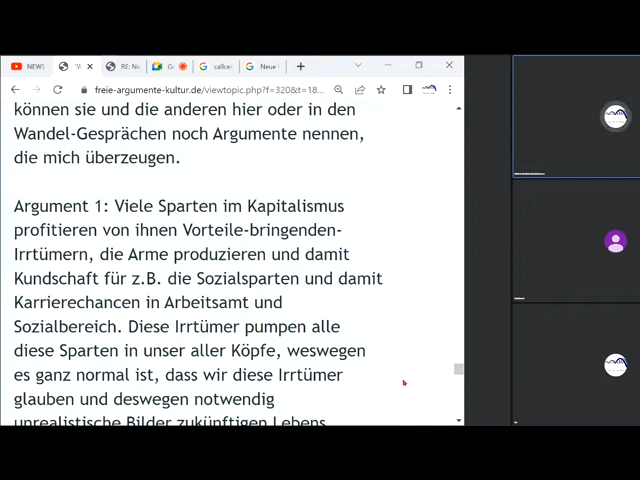 NEWS
RE: Ne
Go
callcen
Neue
freie-argumente-kultur.de/viewtopic.php?f=320&t=18...
können sie und die anderen hier oder in den
Wandel-Gesprächen noch Argumente nennen,
die mich überzeugen.
Argument 1: Viele Sparten im Kapitalismus
profitieren von ihnen Vorteile-bringenden-
Irrtümern, die Arme produzieren und damit
Kundschaft für z.B. die Sozialsparten und damit
Karrierechancen in Arbeitsamt und
Sozialbereich. Diese Irrtümer pumpen alle
diese Sparten in unser aller Köpfe, weswegen
es ganz normal ist, dass wir diese Irrtümer
glauben und deswegen notwendig
unrealistische Bilder zukünftigen Lebens